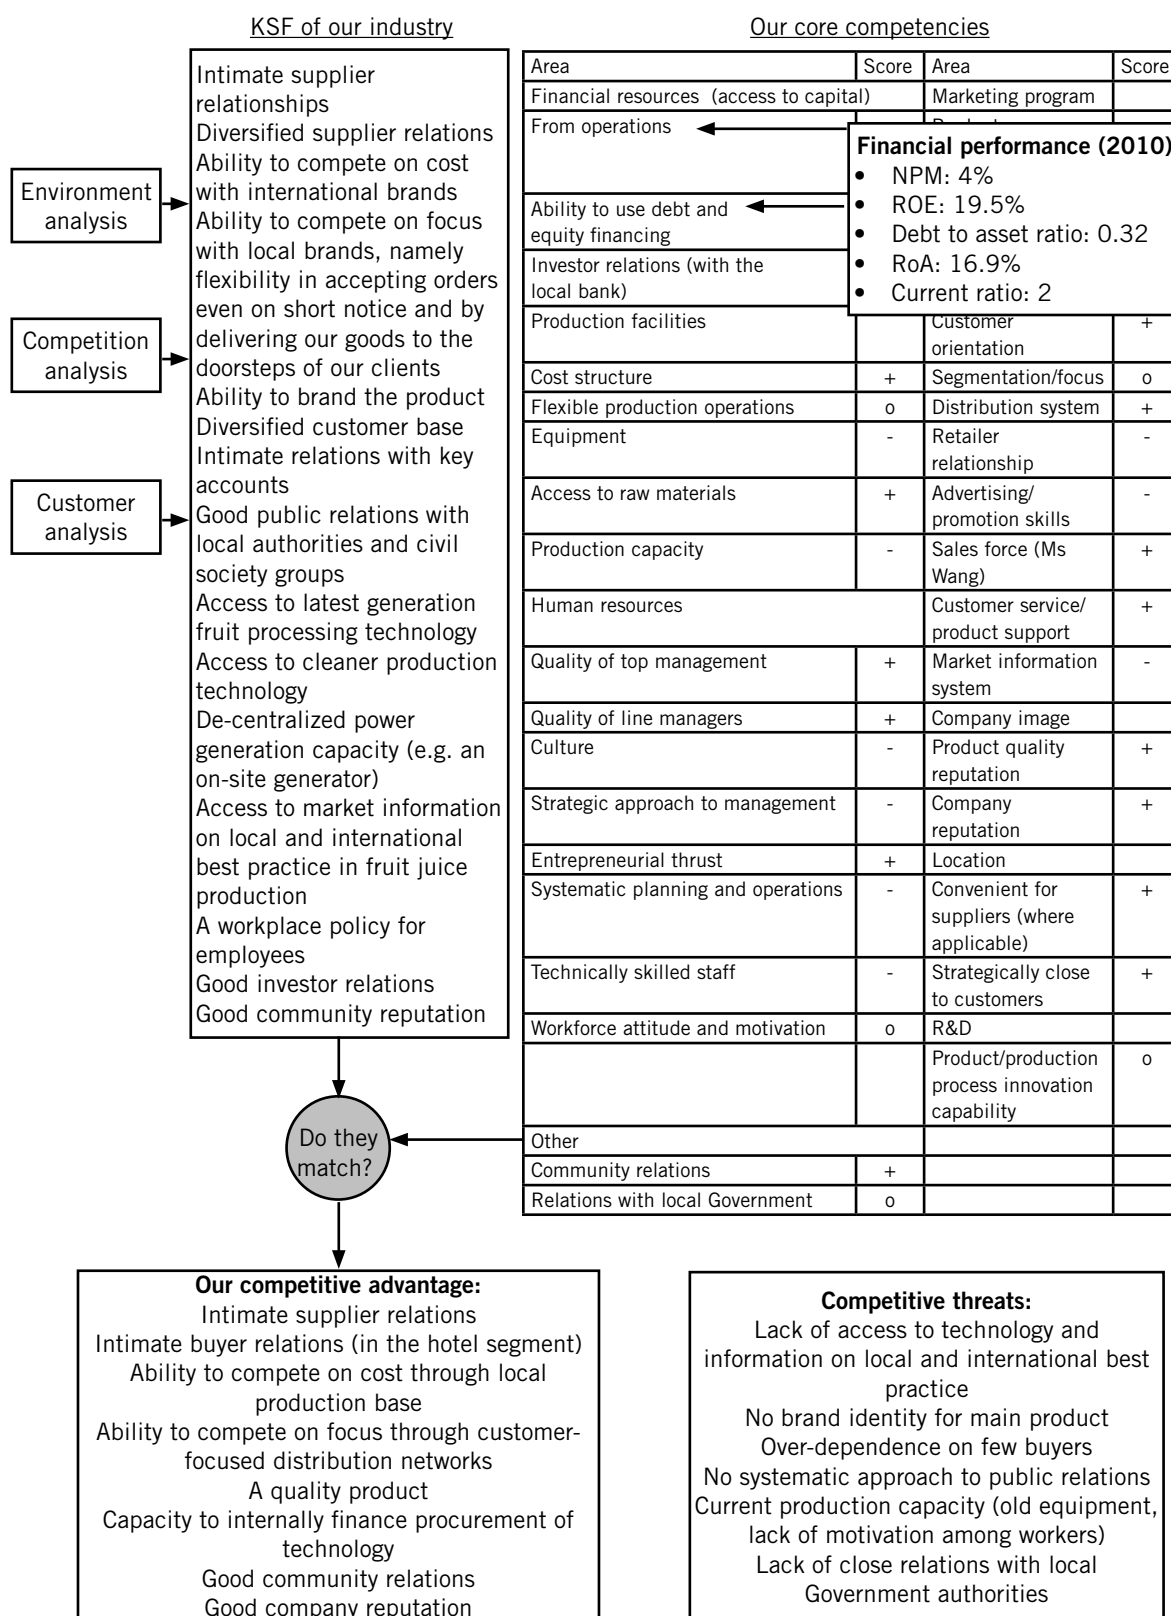 KSF of our industry
Our core competencies
Environment
analysis
Competition
analysis
Customer
analysis
Intimate supplier
relationships
Diversified supplier relations
Ability to compete on cost
with international brands
Ability to compete on focus
with local brands, namely
flexibility in accepting orders
even on short notice and by
delivering our goods to the
doorsteps of our clients
Ability to brand the product
Diversified customer base
Intimate relations with key
accounts
Good public relations with
local authorities and civil
society groups
Access to latest generation
fruit processing technology
Access to cleaner production
technology
De-centralized power
generation capacity (e.g. an
on-site generator)
Access to market information
on local and international
best practice in fruit juice
production
A workplace policy for
employees
Good investor relations
Good community reputation
Area Score Area Score
Financial resources (access to capital) Marketing program
From operations
Ability to use debt and
equity financing
Investor relations (with the
local bank)
Financial performance (2010)
• NPM: 4%
• ROE: 19.5%
• Debt to asset ratio: 0.32
• RoA: 16.9%
• Current ratio: 2
Production facilities Customer +
orientation
Cost structure + Segmentation/focus o
Flexible production operations o Distribution system +
Equipment - Retailer -
relationship
Access to raw materials + Advertising/ -
promotion skills
Production capacity - Sales force (Ms +
Wang)
Human resources Customer service/ +
product support
Quality of top management + Market information -
system
Quality of line managers + Company image
Culture - Product quality +
reputation
Strategic approach to management - Company +
reputation
Entrepreneurial thrust + Location
Systematic planning and operations - Convenient for +
suppliers (where
applicable)
Technically skilled staff - Strategically close +
to customers
Workforce attitude and motivation o R&D
Product/production o
process innovation
capability
Other
Community relations +
Relations with local Government o
Do they
match?
Our competitive advantage:
Intimate supplier relations
Intimate buyer relations (in the hotel segment)
Ability to compete on cost through local
production base
Ability to compete on focus through customer-
focused distribution networks
A quality product
Capacity to internally finance procurement of
technology
Good community relations
Good company reputation
Competitive threats:
Lack of access to technology and
information on local and international best
practice
No brand identity for main product
Over-dependence on few buyers
No systematic approach to public relations
Current production capacity (old equipment,
lack of motivation among workers)
Lack of close relations with local
Government authorities